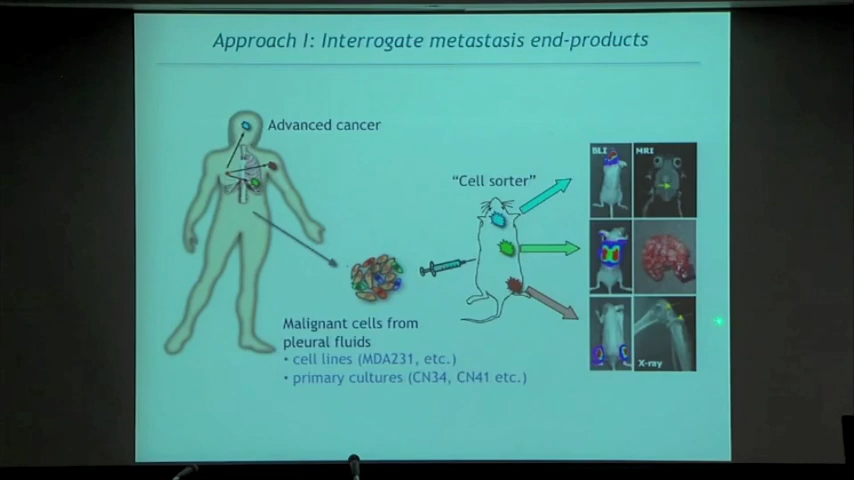 Approach I: Interrogate metastasis end-products
Advanced cancer
"Cell sorter"
BLI
MRI
Malignant cells from
pleural fluids
• cell lines (MDA231, etc.)
• primary cultures (CN34, CN41 etc.)
X-ray